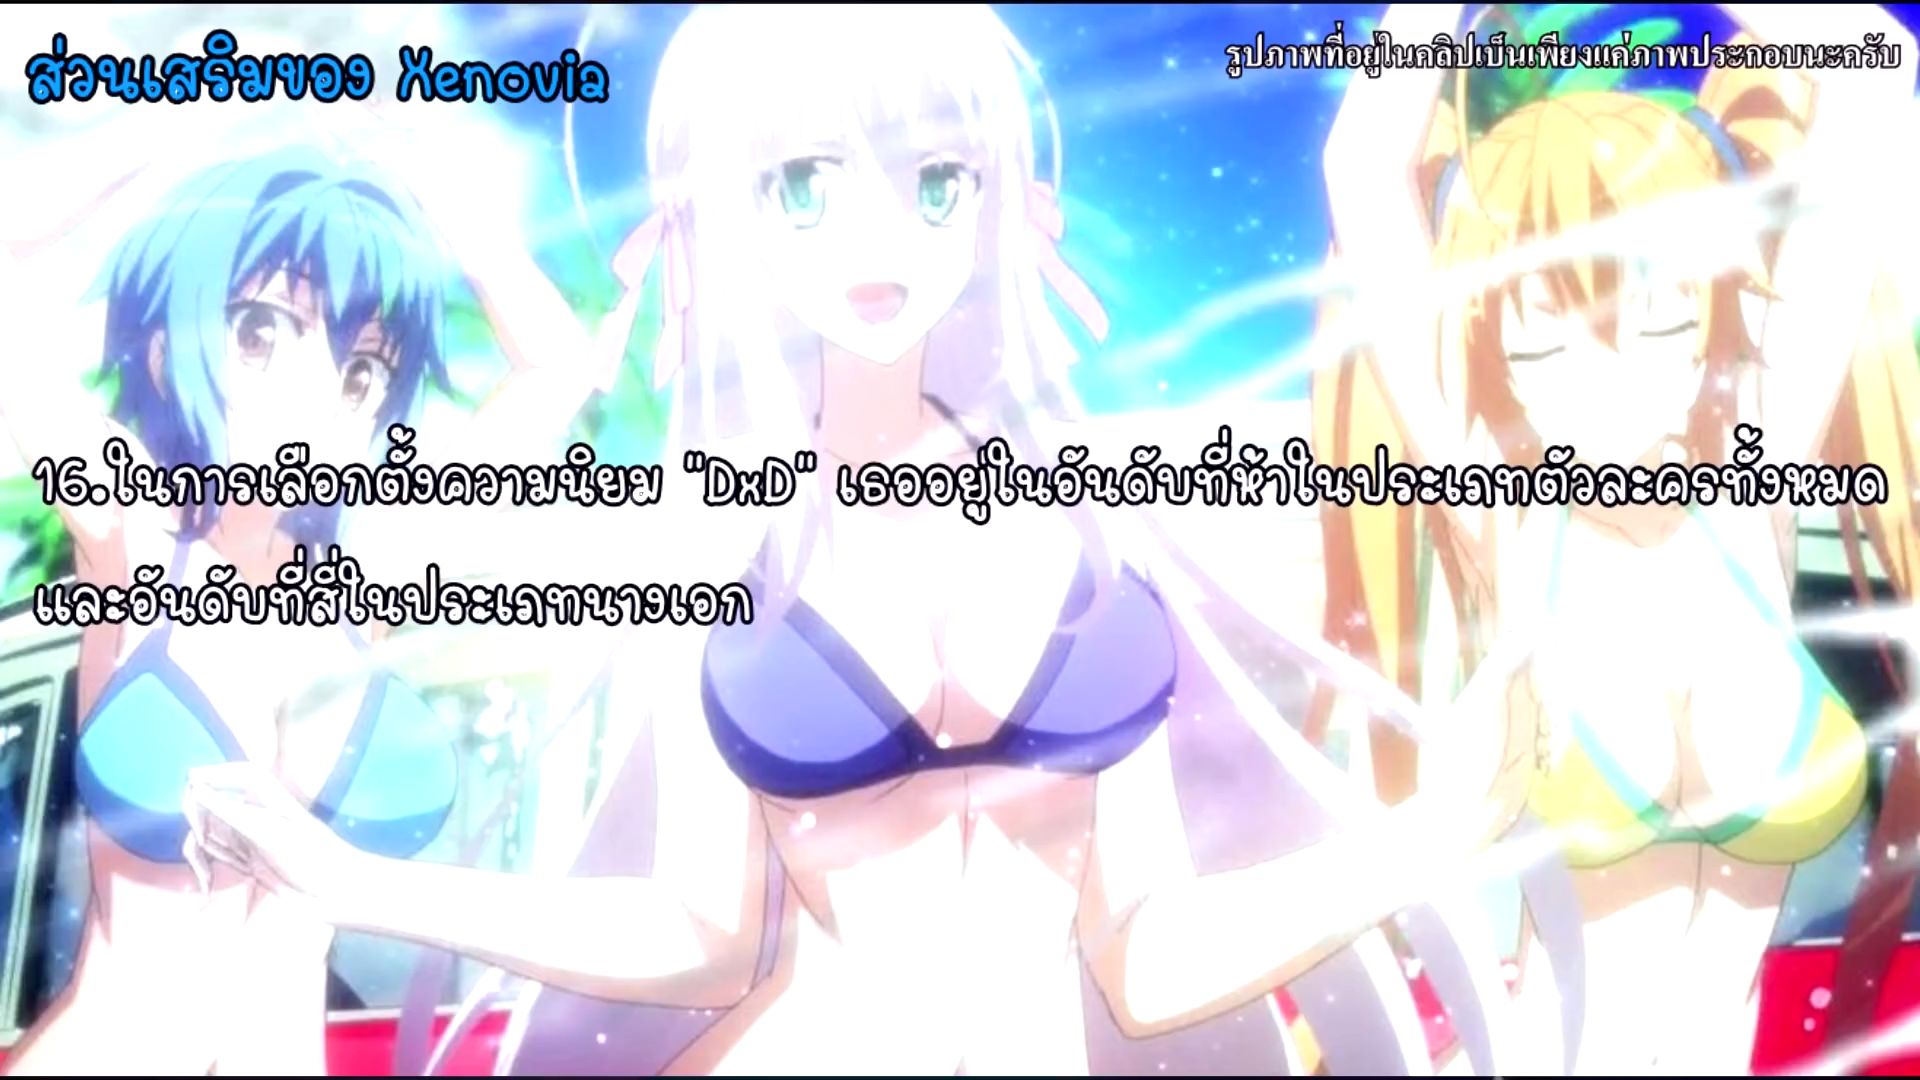 ส่วนเสริมของ Xenovia
รูปภาพที่อยู่ในคลิปเป็นเพียงแค่ภาพประกอบนะครับ
16.ในการเลือกตั้งความนิยม "DxD" เธออยู่ในอันดับที่ห้าในประเภทตัวละครทั้งหมด
และอันดับที่สี่ในประเภทนางเอก